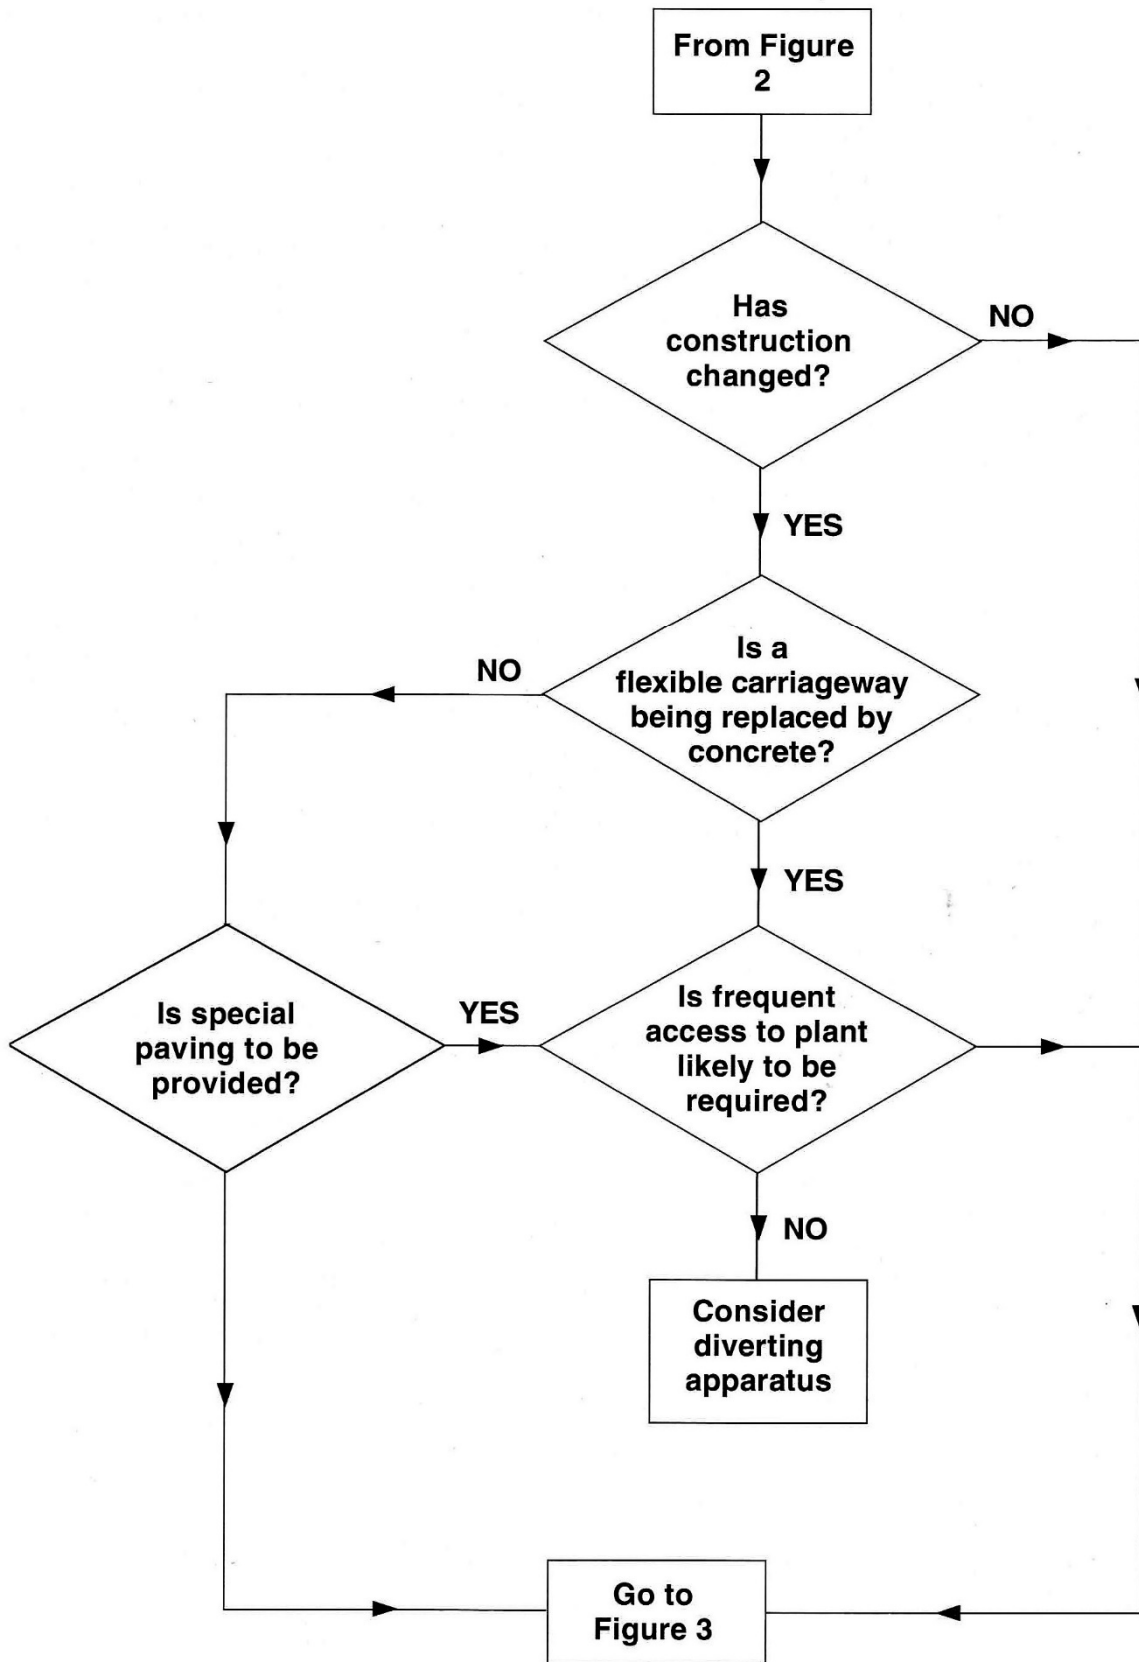 From Figure
2
Has
construction
changed?
NO
YES
Is a
flexible carriageway
being replaced by
concrete?
NO
YES
Is special
paving to be
provided?
YES
Is frequent
access to plant
likely to be
required?
NO
Consider
diverting
apparatus
Go to
Figure 3